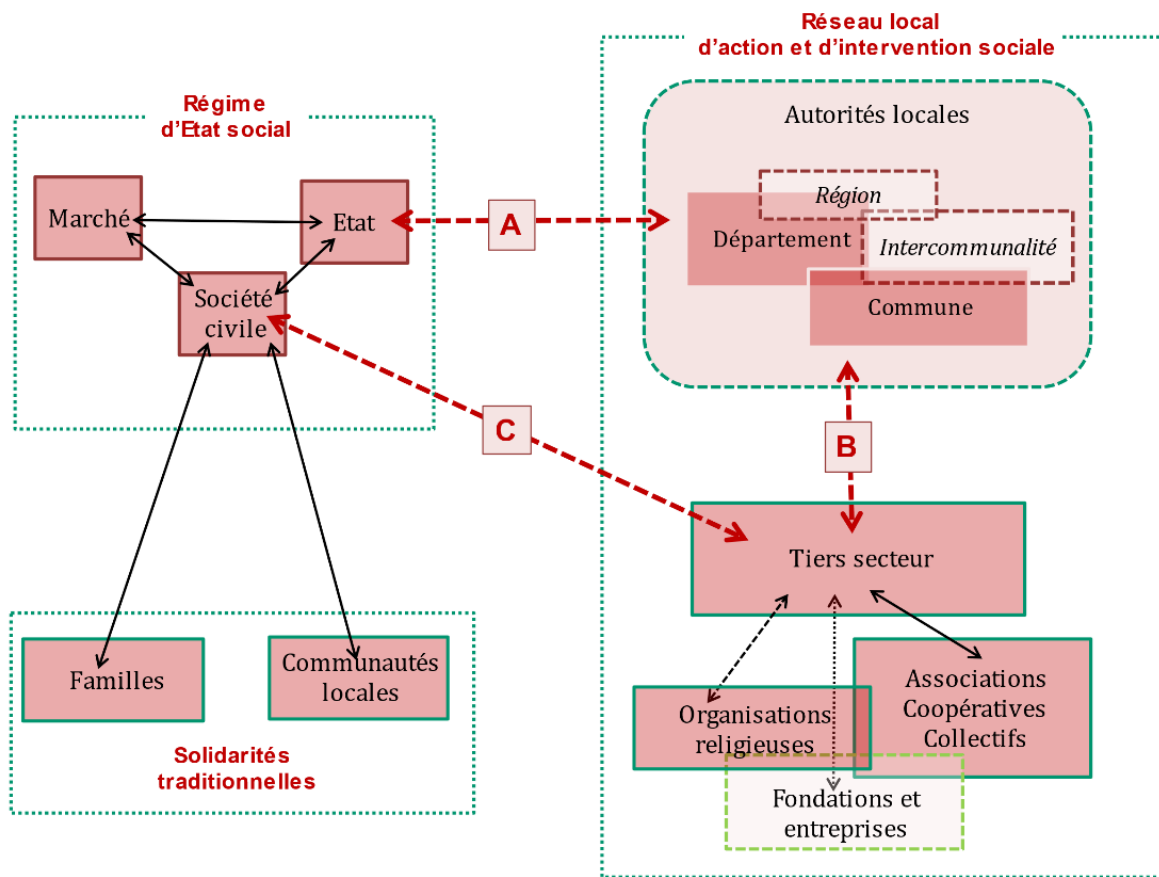 Réseau local
d'action et d'intervention sociale
Régime
d'Etat social
Autorités locales
Marché
Etat
A
Région
Département
Intercommunalité
Commune
Société
civile
C
B
Tiers secteur
Familles
Communautés
locales
Solidarités
traditionnelles
Organisations
religieuses
Associations
Coopératives
Collectifs
Fondations et
entreprises